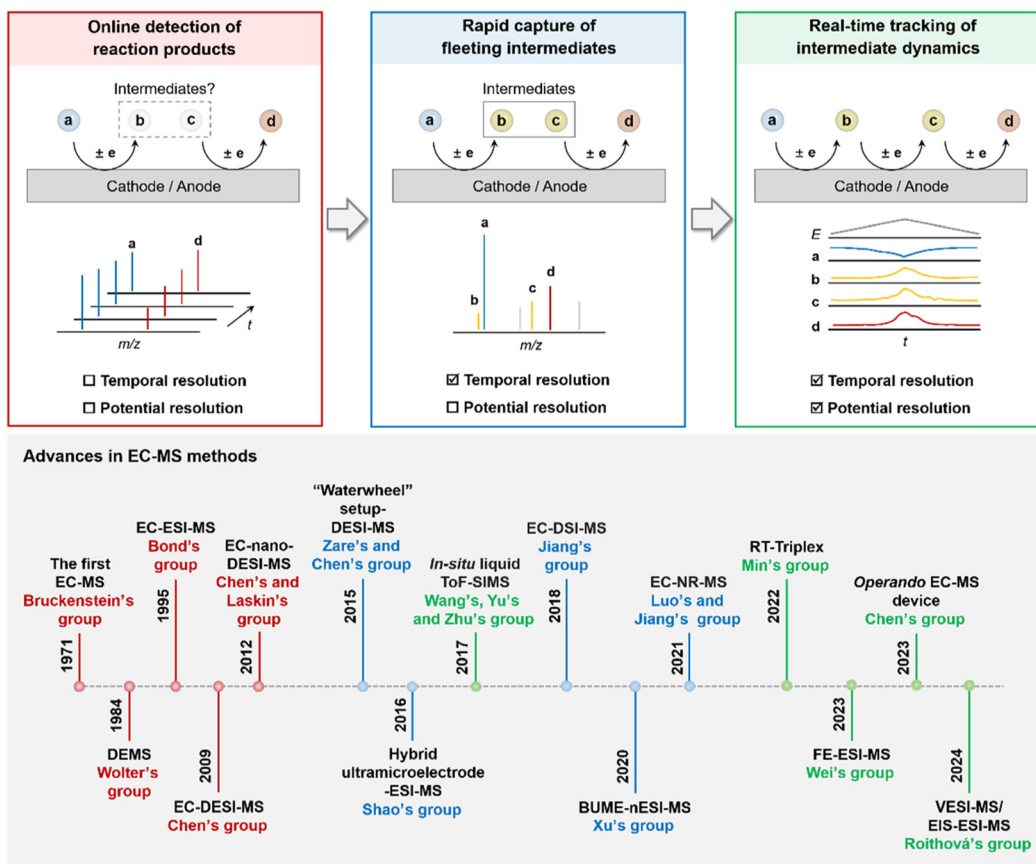 Online detection of
reaction products
Intermediates?
a
b
c
d
± e
± e
Cathode / Anode
a
d
t
m/z
☐ Temporal resolution
☐ Potential resolution
Rapid capture of
fleeting intermediates
Intermediates
a
b
c
d
± e
± e
Cathode / Anode
a
b
c
d
m/z
☑ Temporal resolution
☐ Potential resolution
Real-time tracking of
intermediate dynamics
a
b
c
d
± e
± e
± e
Cathode / Anode
E
a
b
c
d
t
☑ Temporal resolution
☑ Potential resolution
Advances in EC-MS methods
The first
EC-MS
Bruckenstein's
group
1971
1984
DEMS
Wolter's
group
EC-ESI-MS
Bond's
group
1995
2009
EC-DESI-MS
Chen's group
EC-nano-
DESI-MS
Chen's and
Laskin's
group
2012
“Waterwheel”
setup-
DESI-MS
Zare's and
Chen's group
2015
2016
Hybrid
ultramicroelectrode
-ESI-MS
Shao's group
In-situ liquid
ToF-SIMS
Wang's, Yu's
and Zhu's group
2017
EC-DSI-MS
Jiang's
group
2018
2020
BUME-nESI-MS
Xu's group
EC-NR-MS
Luo's and
Jiang's group
2021
RT-Triplex
Min's group
2022
2023
FE-ESI-MS
Wei's group
Operando EC-MS
device
Chen's group
2023
2024
VESI-MS/
EIS-ESI-MS
Roithová's group